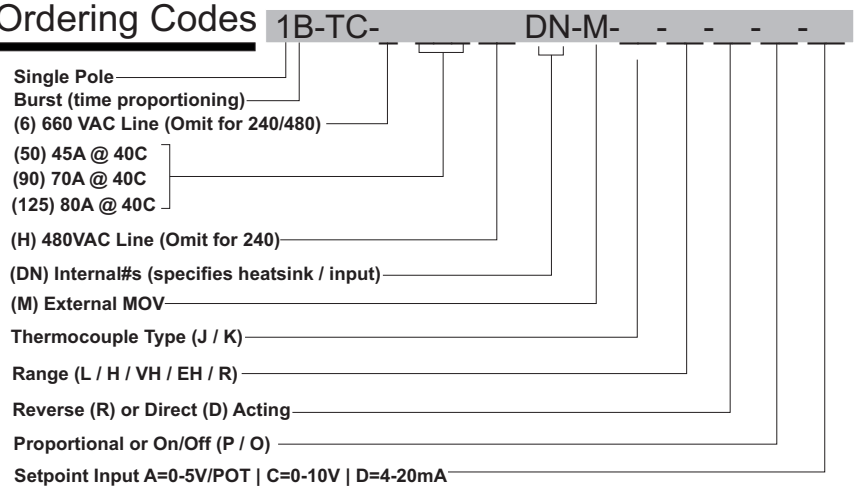 Ordering Codes 1B-TC-_ __ _ DN-M-_-_-_-_-_
Single Pole
Burst (time proportioning)
(6) 660 VAC Line (Omit for 240/480)
(50) 45A @ 40C
(90) 70A @ 40C
(125) 80A @ 40C
(H) 480VAC Line (Omit for 240)
(DN) Internal#s (specifies heatsink / input)
(M) External MOV
Thermocouple Type (J / K)
Range (L / H / VH / EH / R)
Reverse (R) or Direct (D) Acting
Proportional or On/Off (P / O)
Setpoint Input A=0-5V/POT | C=0-10V | D=4-20mA